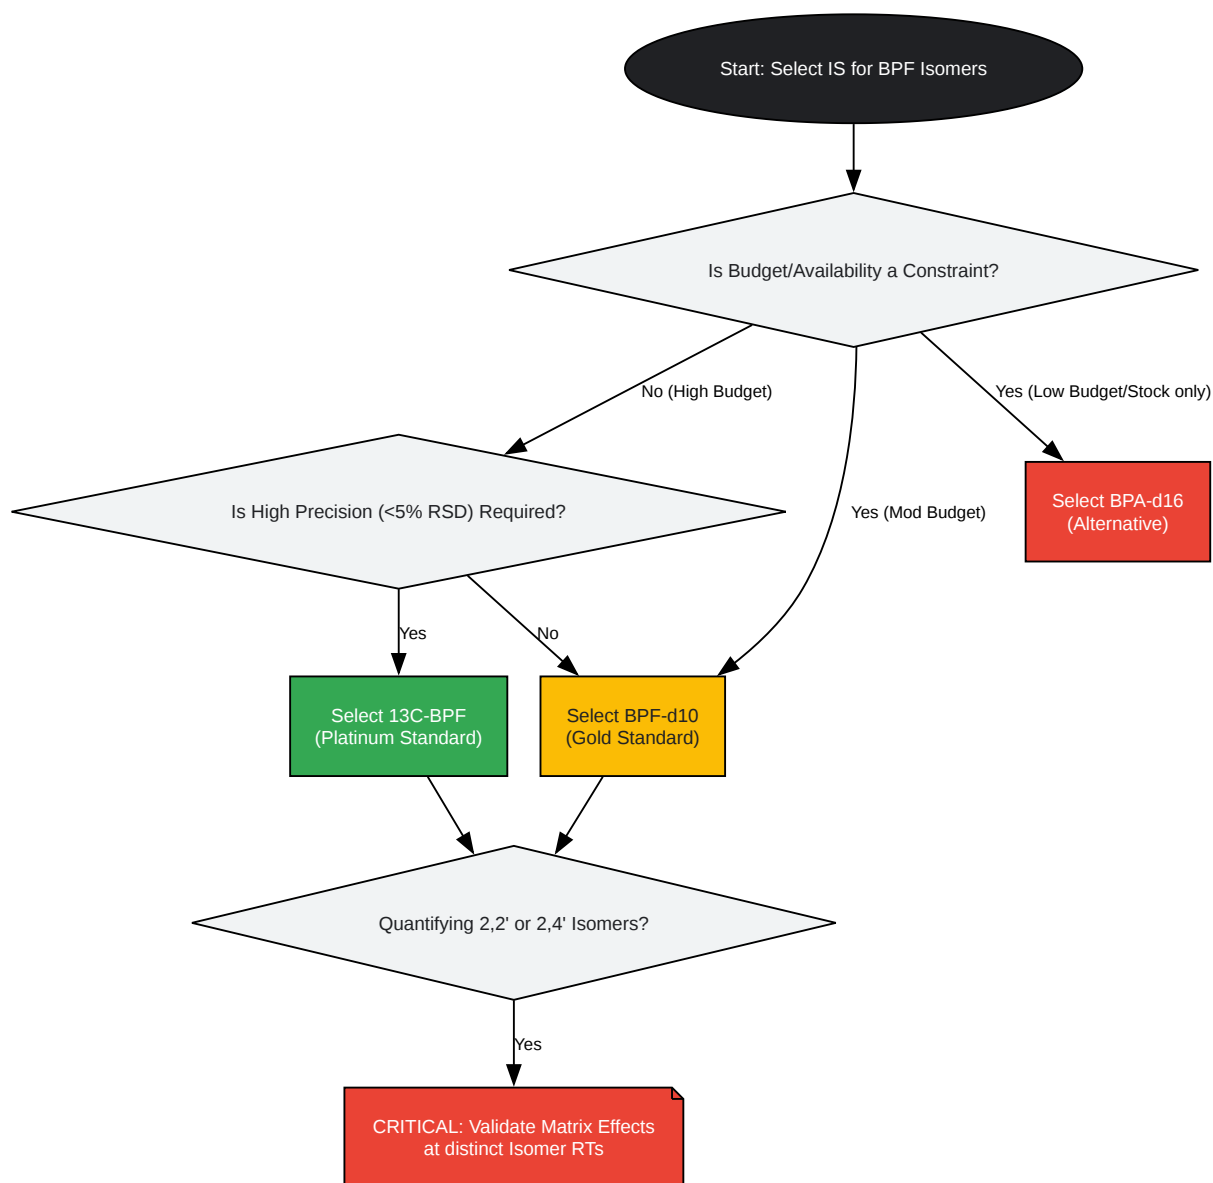 Start: Select IS for BPF Isomers
Is Budget/Availability a Constraint?
No (High Budget)
Yes (Low Budget/Stock only)
Is High Precision (<5% RSD) Required?
Yes (Mod Budget)
Select BPA-d16
(Alternative)
Yes
No
Select 13C-BPF
(Platinum Standard)
Select BPF-d10
(Gold Standard)
Quantifying 2,2' or 2,4' Isomers?
Yes
CRITICAL: Validate Matrix Effects
at distinct Isomer RTs